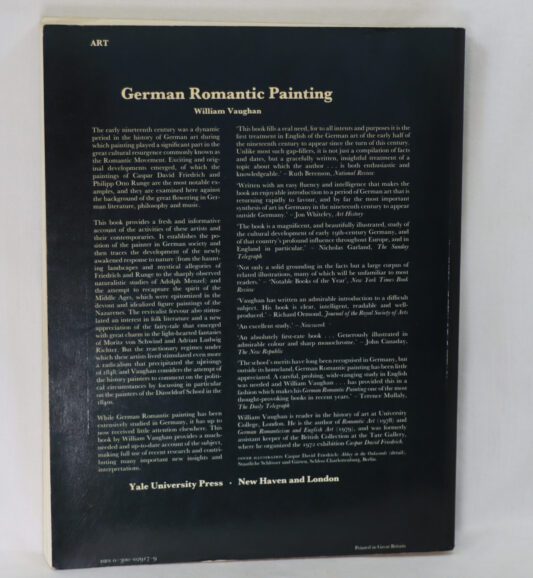 ART
German Romantic Painting
William Vaughan
The early nineteenth century was a dynamic
period in the history of German art during
which painting played a significant part in the
great cultural resurgence commonly known as
the Romantic Movement. Exciting and orig-
inal developments emerged, of which the
paintings of Caspar David Friedrich and
Philipp Otto Runge are the most notable ex-
amples, and they are examined here against
the background of the great flowering in Ger-
man literature, philosophy and music.
This book provides a fresh and informative
account of the activities of these artists and
their contemporaries. It establishes the po-
sition of the painter in German society and
then traces the development of the newly
awakened response to nature (from the haunt-
ing landscapes and mystical allegories of
Friedrich and Runge to the sharply observed
naturalistic studies of Adolph Menzel) and
the attempt to recapture the spirit of the
Middle Ages, which were epitomized in the
devout and idealized figure paintings of the
Nazarenes. The revivalist fervour also stimu-
lated an interest in folk literature and a new
appreciation of the fairy-tale that emerged
with great charm in the light-hearted fantasies
of Moritz von Schwind and Adrian Ludwig
Richter. But the reactionary regimes under
which these artists lived stimulated even more
a radicalism that precipitated the uprisings
of 1848; and Vaughan considers the attempt of
the history painters to comment on the politi-
cal circumstances by focussing in particular
on the painters of the Düsseldorf School in the
1840s.
While German Romantic painting has been
extensively studied in Germany, it has up to
now received little attention elsewhere. This
book by William Vaughan provides a much-
needed and up-to-date account of the subject,
making full use of recent research and contri-
buting many important new insights and
interpretations.
'This book fills a real need, for to all intents and purposes it is the
first treatment in English of the German art of the early half of
the nineteenth century to appear since the turn of this century.
Unlike most such gap-fillers, it is not just a compilation of facts
and dates, but a gracefully written, insightful treatment of a
topic about which the author . . . is both enthusiastic and
knowledgeable.' – Ruth Berenson, National Review
'Written with an easy fluency and intelligence that makes the
book an enjoyable introduction to a period of German art that is
returning rapidly to favour, and by far the most important
synthesis of art in Germany in the nineteenth century to appear
outside Germany.' – Jon Whiteley, Art History
'The book is a magnificent, and beautifully illustrated, study of
the cultural development of early 19th-century Germany, and
of that country's profound influence throughout Europe, and in
England in particular.' – Nicholas Garland, The Sunday
Telegraph
'Not only a solid grounding in the facts but a large corpus of
related illustrations, many of which will be unfamiliar to most
readers.' – 'Notable Books of the Year', New York Times Book
Review
'Vaughan has written an admirable introduction to a difficult
subject. His book is clear, intelligent, readable and well-
produced.' – Richard Ormond, Journal of the Royal Society of Arts
'An excellent study.' – Newsweek
'An absolutely first-rate book . . . Generously illustrated in
admirable colour and sharp monochrome.' – John Canaday,
The New Republic
'The school's merits have long been recognised in Germany, but
outside its homeland, German Romantic painting has been little
appreciated. A careful, probing, wide-ranging study in English
was needed and William Vaughan . . . has provided this in a
fashion which makes his German Romantic Painting one of the most
thought-provoking books in recent years.' – Terence Mullaly,
The Daily Telegraph
William Vaughan is reader in the history of art at University
College, London. He is the author of Romantic Art (1978) and
German Romanticism and English Art (1979), and was formerly
assistant keeper of the British Collection at the Tate Gallery,
where he organized the 1972 exhibition Caspar David Friedrich.
COVER ILLUSTRATION Caspar David Friedrich: Abbey in the Oakwoods (detail).
Staatliche Schlösser und Gärten, Schloss Charlottenburg, Berlin.
Yale University Press · New Haven and London
ISBN 0-300-02917-9
Printed in Great Britain